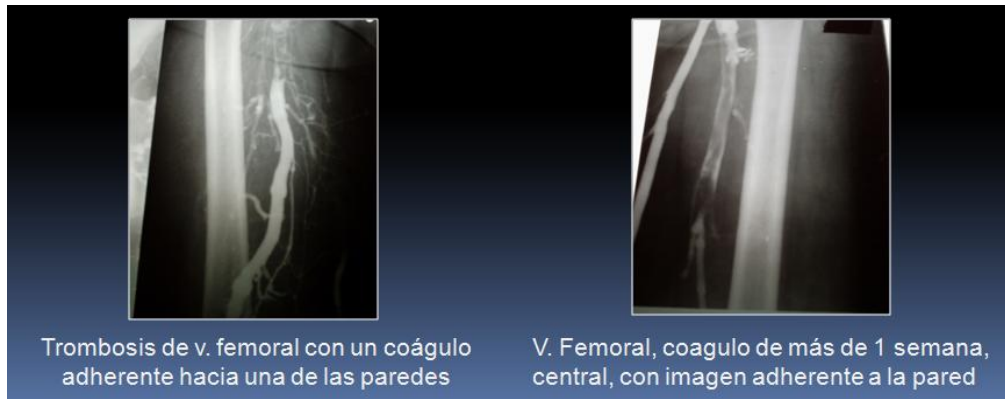 Trombosis de v. femoral con un coágulo
adherente hacia una de las paredes
V. Femoral, coagulo de más de 1 semana,
central, con imagen adherente a la pared